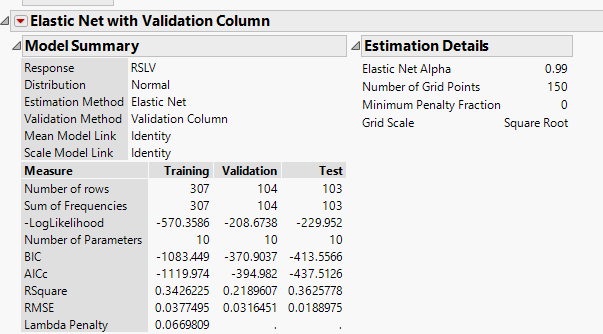 Elastic Net with Validation Column
Model Summary
Response RSLV
Distribution Normal
Estimation Method Elastic Net
Validation Method Validation Column
Mean Model Link Identity
Scale Model Link Identity
Measure Training Validation Test
Number of rows 307 104 103
Sum of Frequencies 307 104 103
-LogLikelihood -570.3586 -208.6738 -229.952
Number of Parameters 10 10 10
BIC -1083.449 -370.9037 -413.5566
AICc -1119.974 -394.982 -437.5126
RSquare 0.3426225 0.2189607 0.3625778
RMSE 0.0377495 0.0316451 0.0188975
Lambda Penalty 0.0669809 . .
Estimation Details
Elastic Net Alpha 0.99
Number of Grid Points 150
Minimum Penalty Fraction 0
Grid Scale Square Root